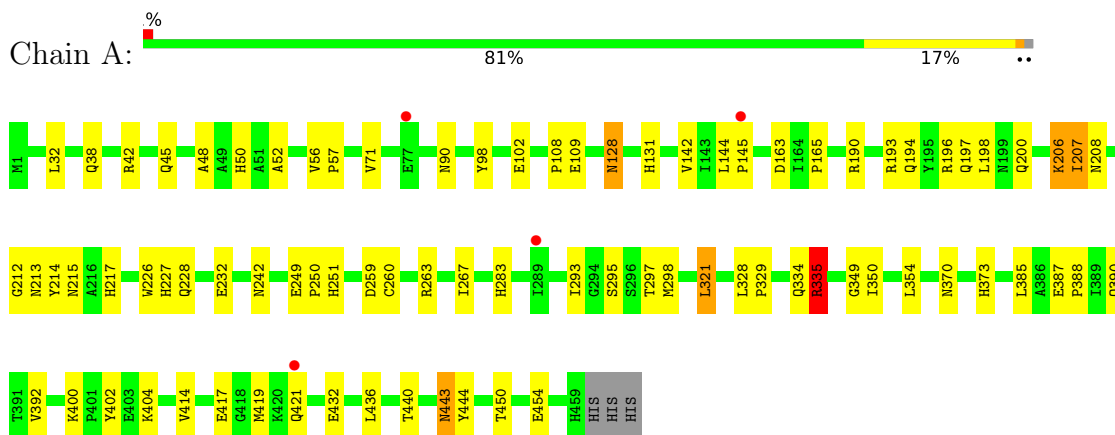 .%
Chain A:
81% 17% ••
M1 L32 Q38 R42 Q45 A48 A49 H50 A51 A52 V56 P57 V71 E77 N90 Y98 E102 P108 E109 N128 H131 V142 I143 L144 P145 D163 I164 P165 R190 R193 Q194 Y195 R196 Q197 L198 N199 Q200 K206 I207 N208
G212 N213 Y214 N215 A216 H217 W226 H227 Q228 E232 N242 E249 P250 H251 D259 C260 R263 I267 H283 I289 I293 G294 S295 S296 T297 M298 L321 L328 P329 Q334 R335 G349 I350 L354 N370 H373 L385 A386 E387 P388 I389
T391 V392 K400 P401 Y402 E403 K404 V414 E417 G418 M419 K420 Q421 E432 L436 T440 N443 Y444 T450 E454 H459 HIS HIS HIS